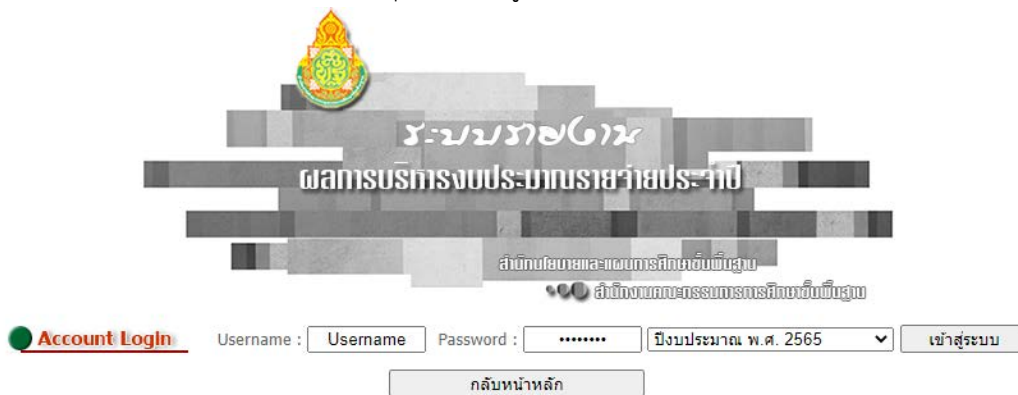 ระบบรายงาน
ผลการบริหารงบประมาณรายจ่ายประจำปี
สำนักนโยบายและแผนการศึกษาขั้นพื้นฐาน
สำนักงานคณะกรรมการการศึกษาขั้นพื้นฐาน
Account Login Username : Username Password : •••••••• ปีงบประมาณ พ.ศ. 2565 เข้าสู่ระบบ
กลับหน้าหลัก